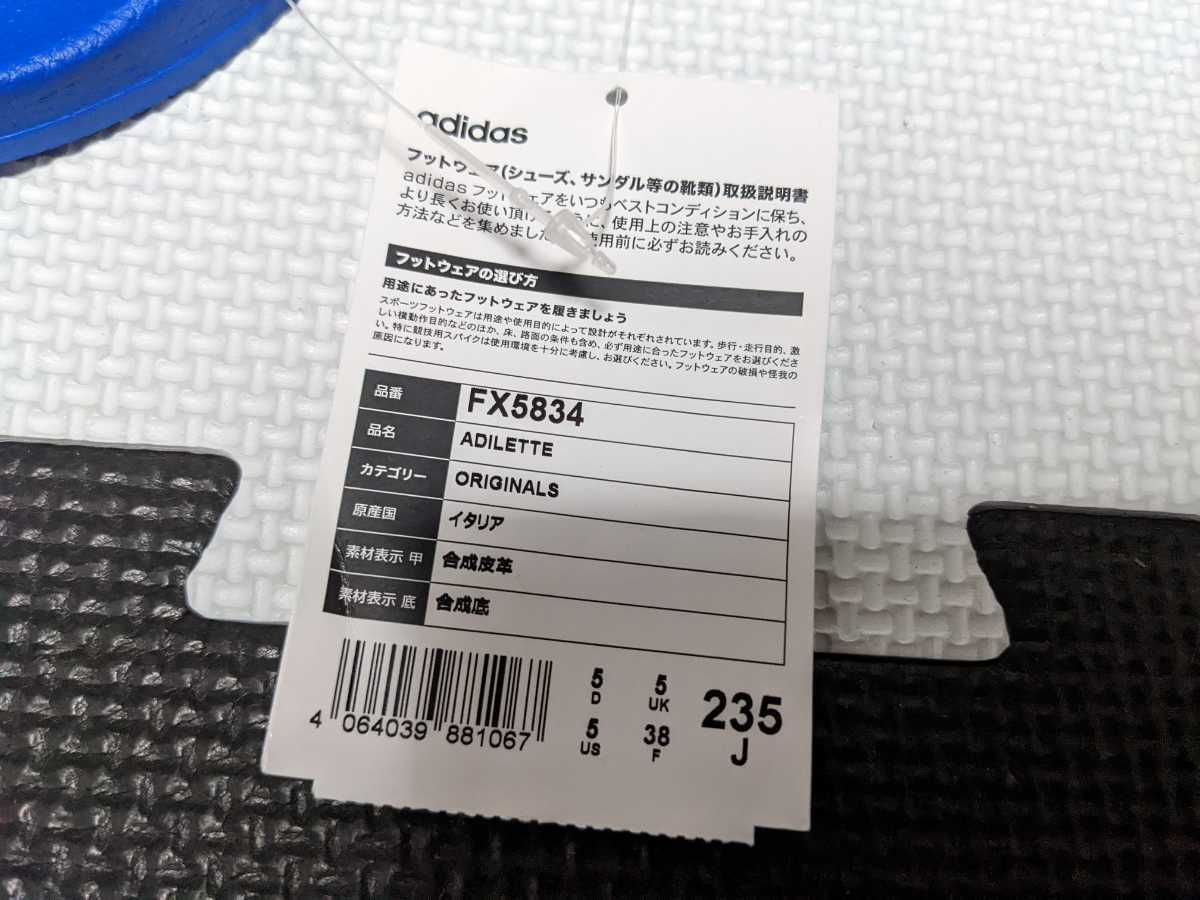 adidas
フットウェア(シューズ、サンダル等の靴類)取扱説明書
adidas フットウェアをいつもベストコンディションに保ち、
より長くお使い頂け に、使用上の注意やお手入れの
方法などを集めました 使用前に必ずお読みください。
フットウェアの選び方
用途にあったフットウェアを履きましょう
スポーツフットウェアは用途や使用目的によって設計がそれぞれされています。歩行・走行目的、激
しい横動作目的などのほか、床、路面の条件も含め、必ず用途に合ったフットウェアをお選びくださ
い。特に競技用スパイクは使用環境を十分に考慮し、お選びください。フットウェアの破損や怪我の
原因になります。
品番 FX5834
品名 ADILETTE
カテゴリー ORIGINALS
原産国 イタリア
素材表示 甲 合成皮革
素材表示 底 合成底
4 064039 881067
5 D 5 UK
5 US 38 F
235 J